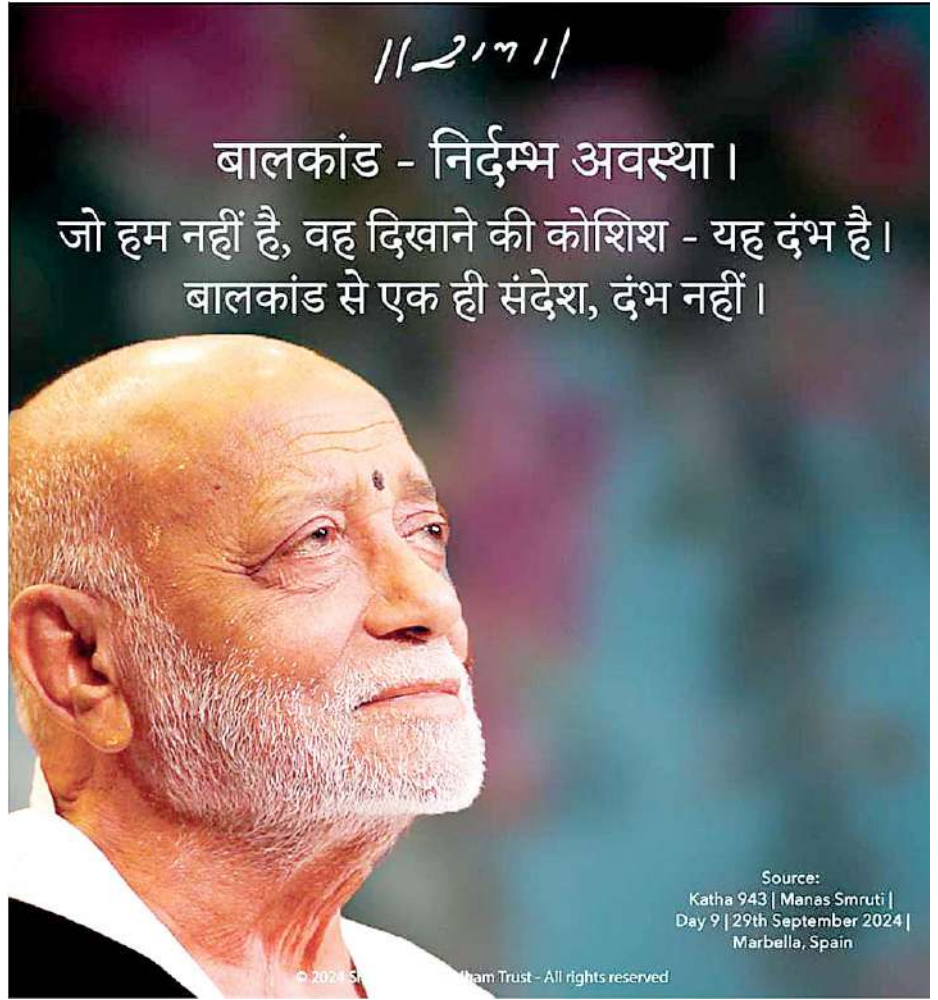 ॥ રામ ॥
बालकांड - निर्दम्भ अवस्था।
जो हम नहीं है, वह दिखाने की कोशिश - यह दंभ है।
बालकांड से एक ही संदेश, दंभ नहीं।
Source:
Katha 943 | Manas Smruti |
Day 9 | 29th September 2024 |
Marbella, Spain
© 2024 Trust - All rights reserved